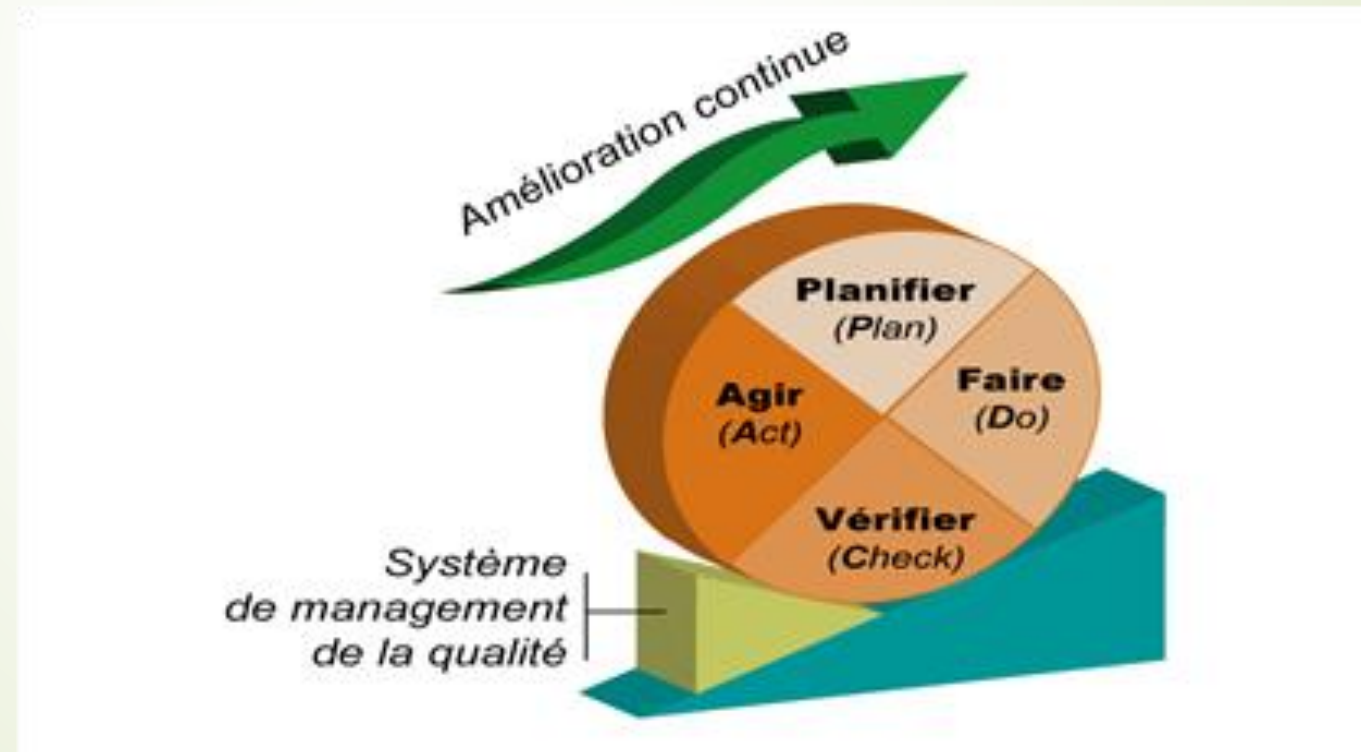 Amélioration continue
Planifier
(Plan)
Faire
(Do)
Agir
(Act)
Vérifier
(Check)
Système
de management
de la qualité